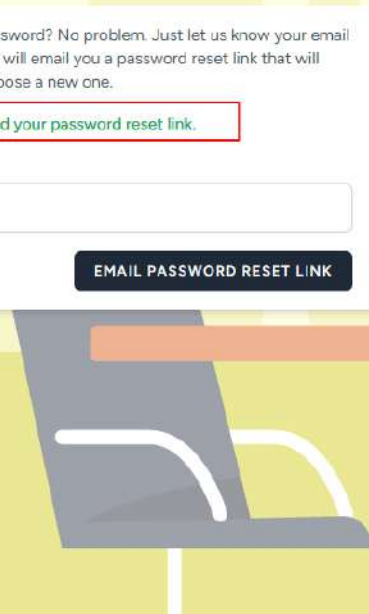 sword? No problem. Just let us know your email
will email you a password reset link that will
oose a new one.
d your password reset link.
EMAIL PASSWORD RESET LINK